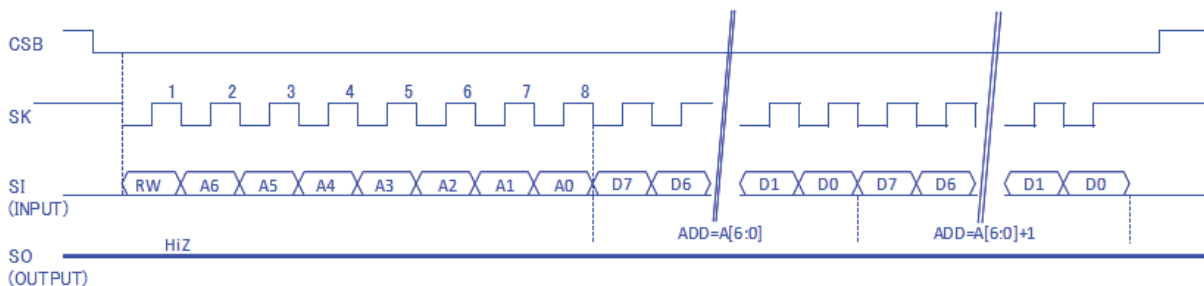 CSB
1 2 3 4 5 6 7 8
SK
SI RW A6 A5 A4 A3 A2 A1 A0 D7 D6 D1 D0 D7 D6 D1 D0
(INPUT)
ADD=A[6:0] ADD=A[6:0]+1
HiZ
SO
(OUTPUT)